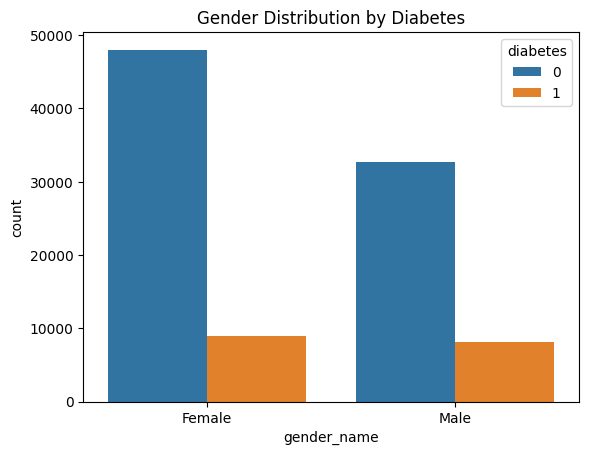 Gender Distribution by Diabetes
diabetes
0
1
50000
40000
30000
20000
10000
0
count
Female
Male
gender_name